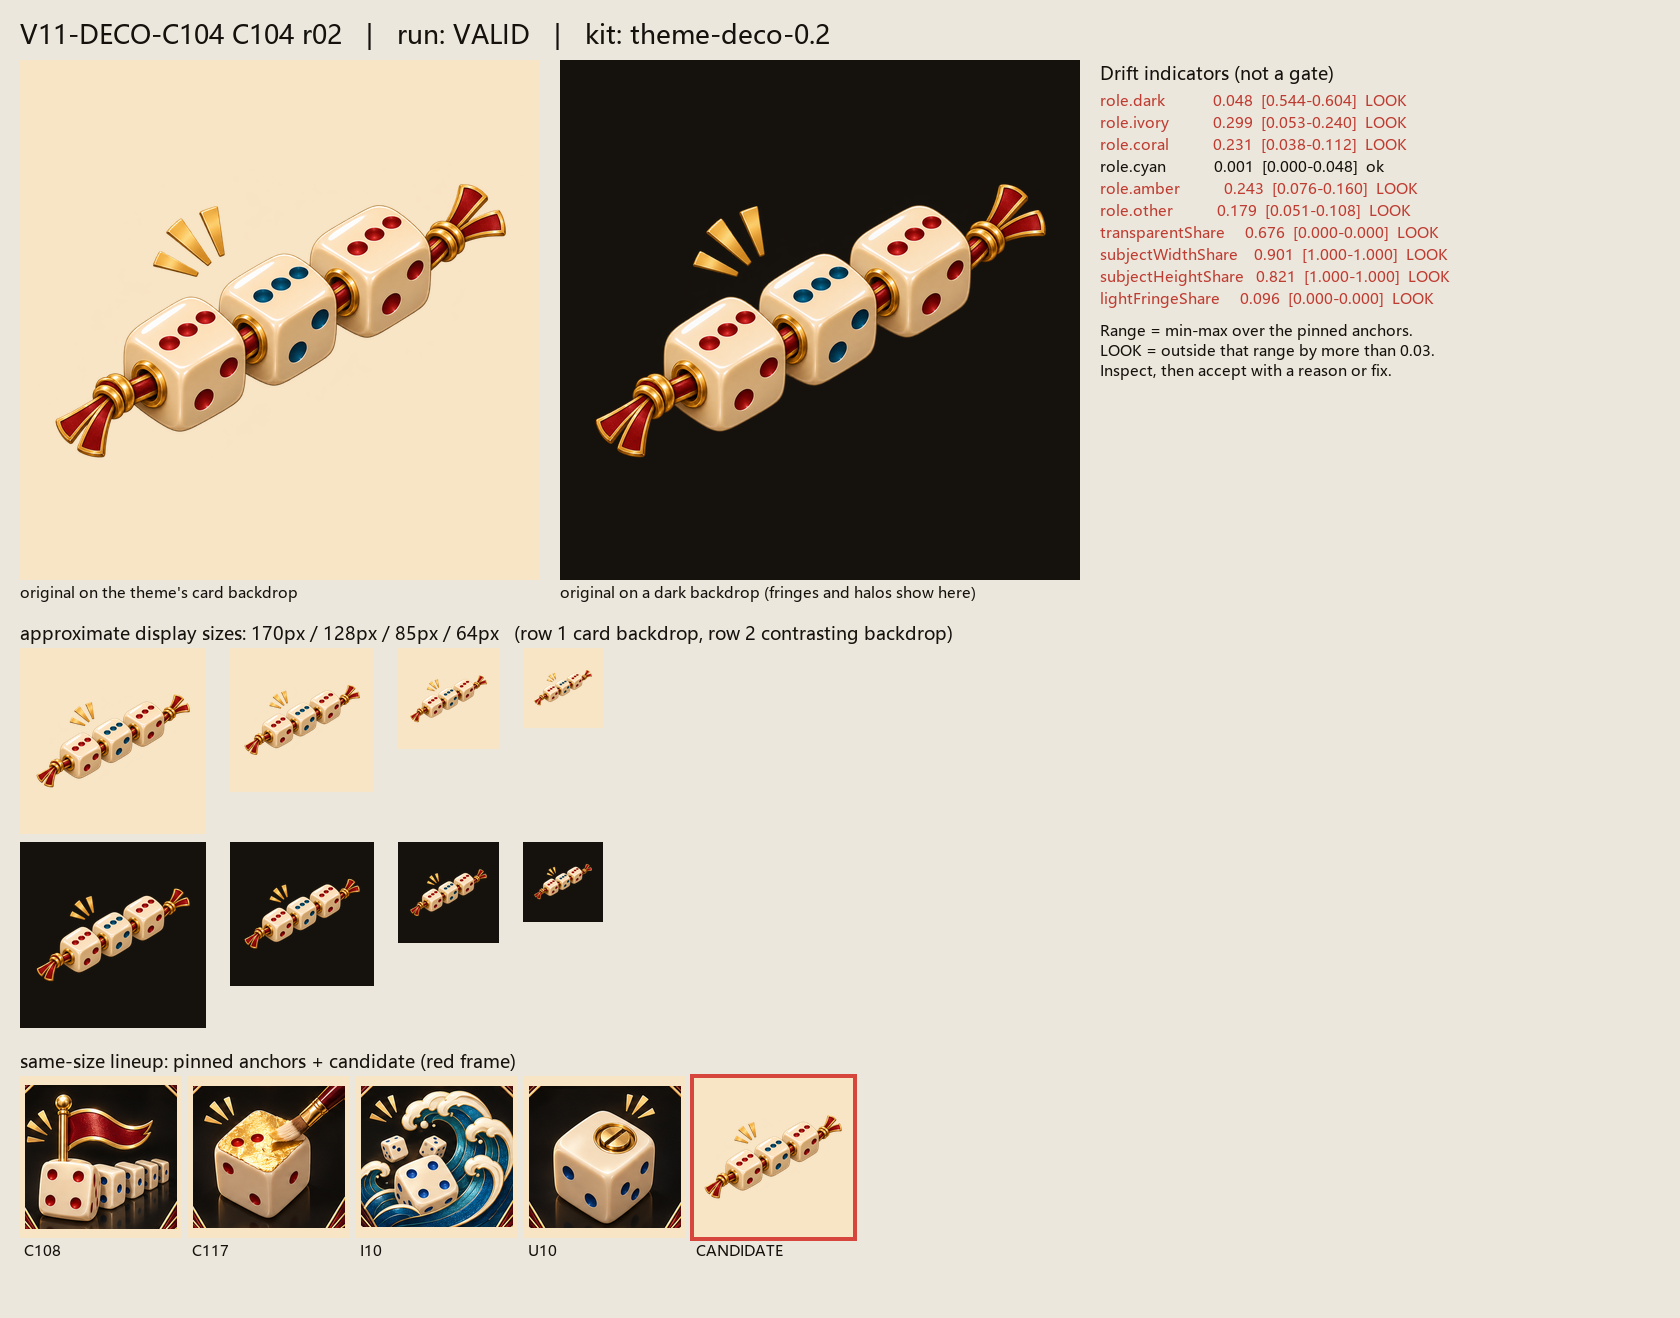 V11-DECO-C104 C104 r02 | run: VALID | kit: theme-deco-0.2
Drift indicators (not a gate)
role.dark 0.048 [0.544-0.604] LOOK
role.ivory 0.299 [0.053-0.240] LOOK
role.coral 0.231 [0.038-0.112] LOOK
role.cyan 0.001 [0.000-0.048] ok
role.amber 0.243 [0.076-0.160] LOOK
role.other 0.179 [0.051-0.108] LOOK
transparentShare 0.676 [0.000-0.000] LOOK
subjectWidthShare 0.901 [1.000-1.000] LOOK
subjectHeightShare 0.821 [1.000-1.000] LOOK
lightFringeShare 0.096 [0.000-0.000] LOOK
Range = min-max over the pinned anchors.
LOOK = outside that range by more than 0.03.
Inspect, then accept with a reason or fix.
original on the theme's card backdrop
original on a dark backdrop (fringes and halos show here)
approximate display sizes: 170px / 128px / 85px / 64px (row 1 card backdrop, row 2 contrasting backdrop)
same-size lineup: pinned anchors + candidate (red frame)
C108
C117
I10
U10
CANDIDATE